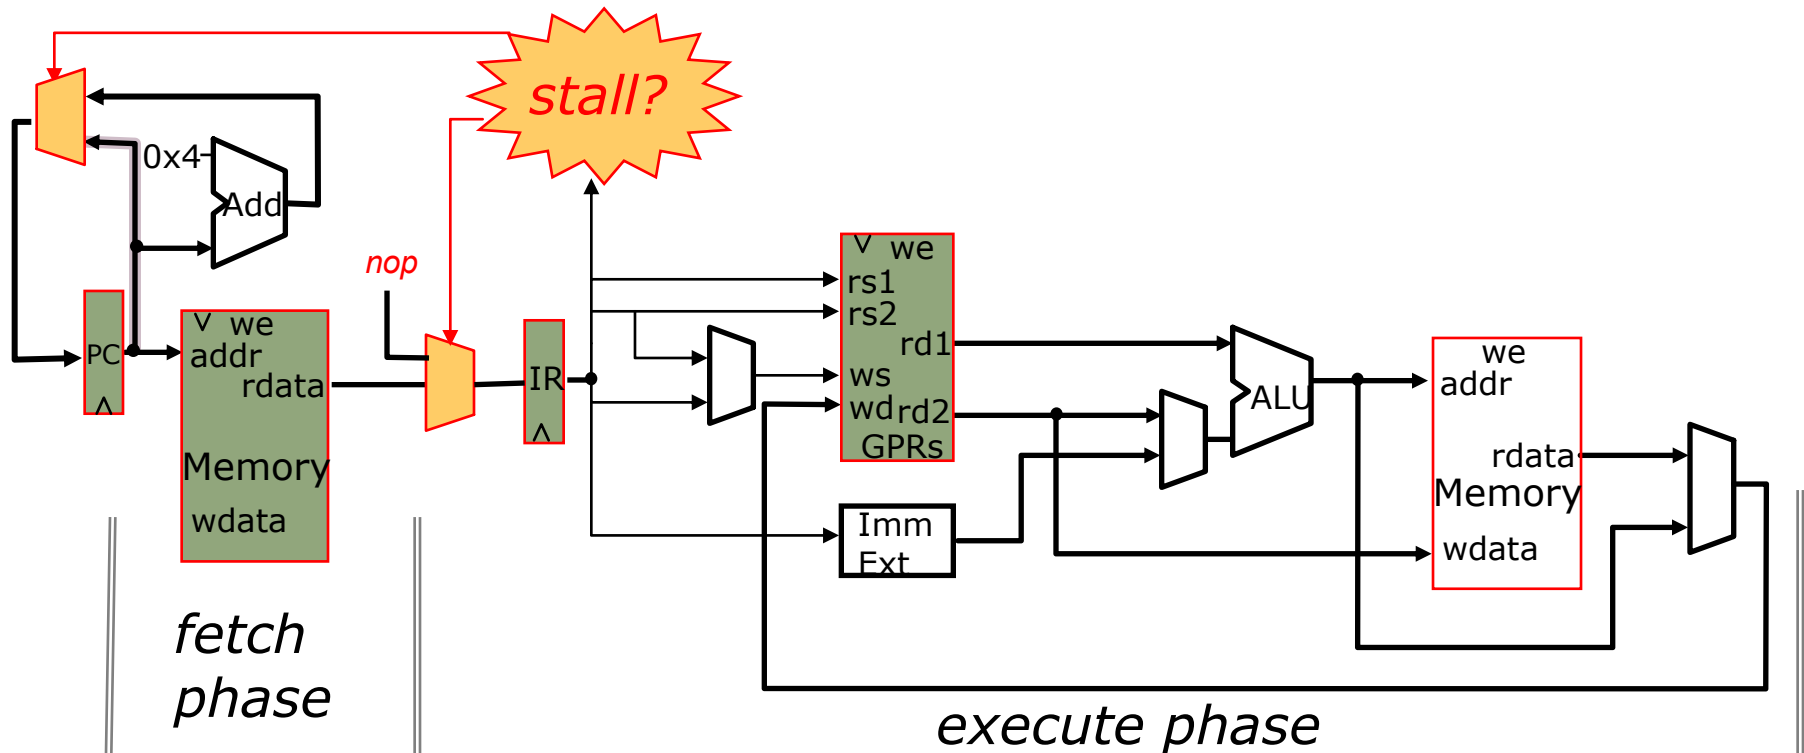 stall?
0x4
Add
nop
PC
we
addr
rdata
Memory
wdata
IR
we
rs1
rs2
rd1
ws
wd rd2
GPRs
Imm
Ext
ALU
we
addr
rdata
Memory
wdata
fetch
phase
execute phase